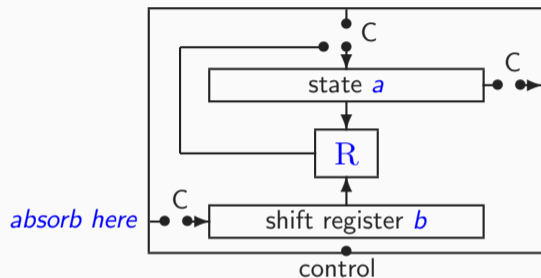 C
state a
C
R
C
absorb here
shift register b
control